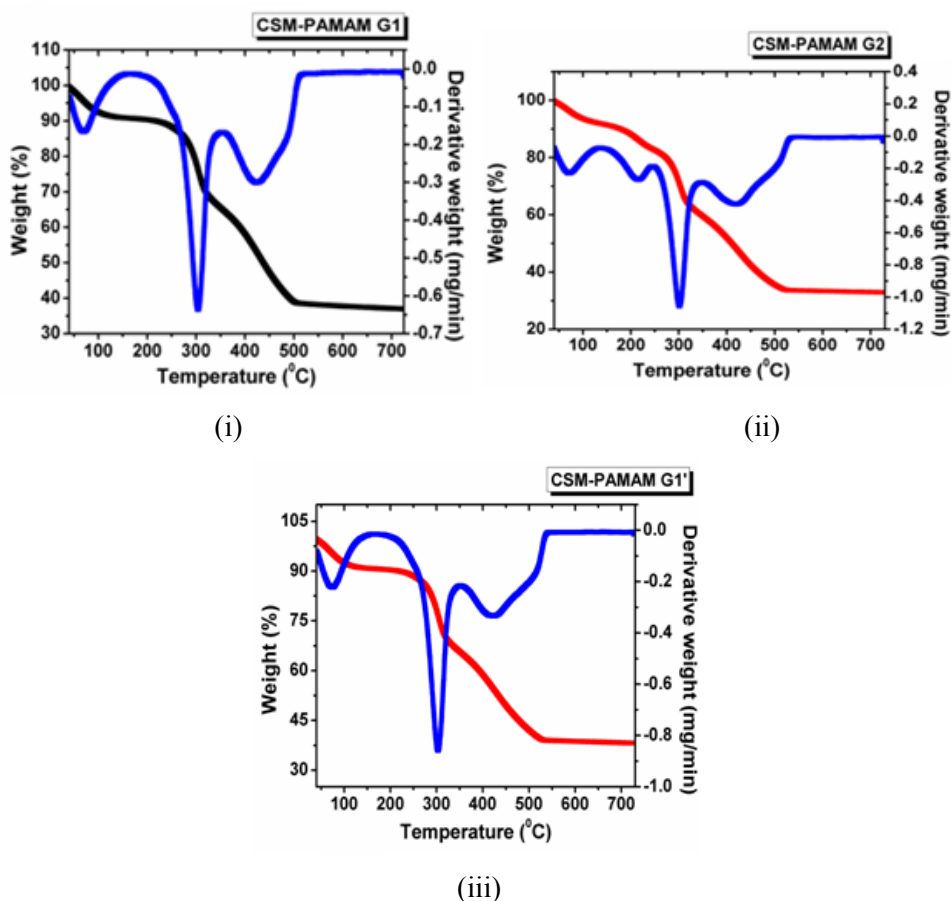 CSM-PAMAM G1
110
100
90
80
70
60
50
40
30
Weight (%)
0.0
-0.1
-0.2
-0.3
-0.4
-0.5
-0.6
-0.7
Derivative weight (mg/min)
100 200 300 400 500 600 700
Temperature (⁰C)
(i)
CSM-PAMAM G2
100
80
60
40
20
Weight (%)
0.4
0.2
0.0
-0.2
-0.4
-0.6
-0.8
-1.0
-1.2
Derivative weight (mg/min)
100 200 300 400 500 600 700
Temperature (⁰C)
(ii)
CSM-PAMAM G1'
105
90
75
60
45
30
Weight (%)
0.0
-0.2
-0.4
-0.6
-0.8
-1.0
Derivative weight (mg/min)
100 200 300 400 500 600 700
Temperature (⁰C)
(iii)